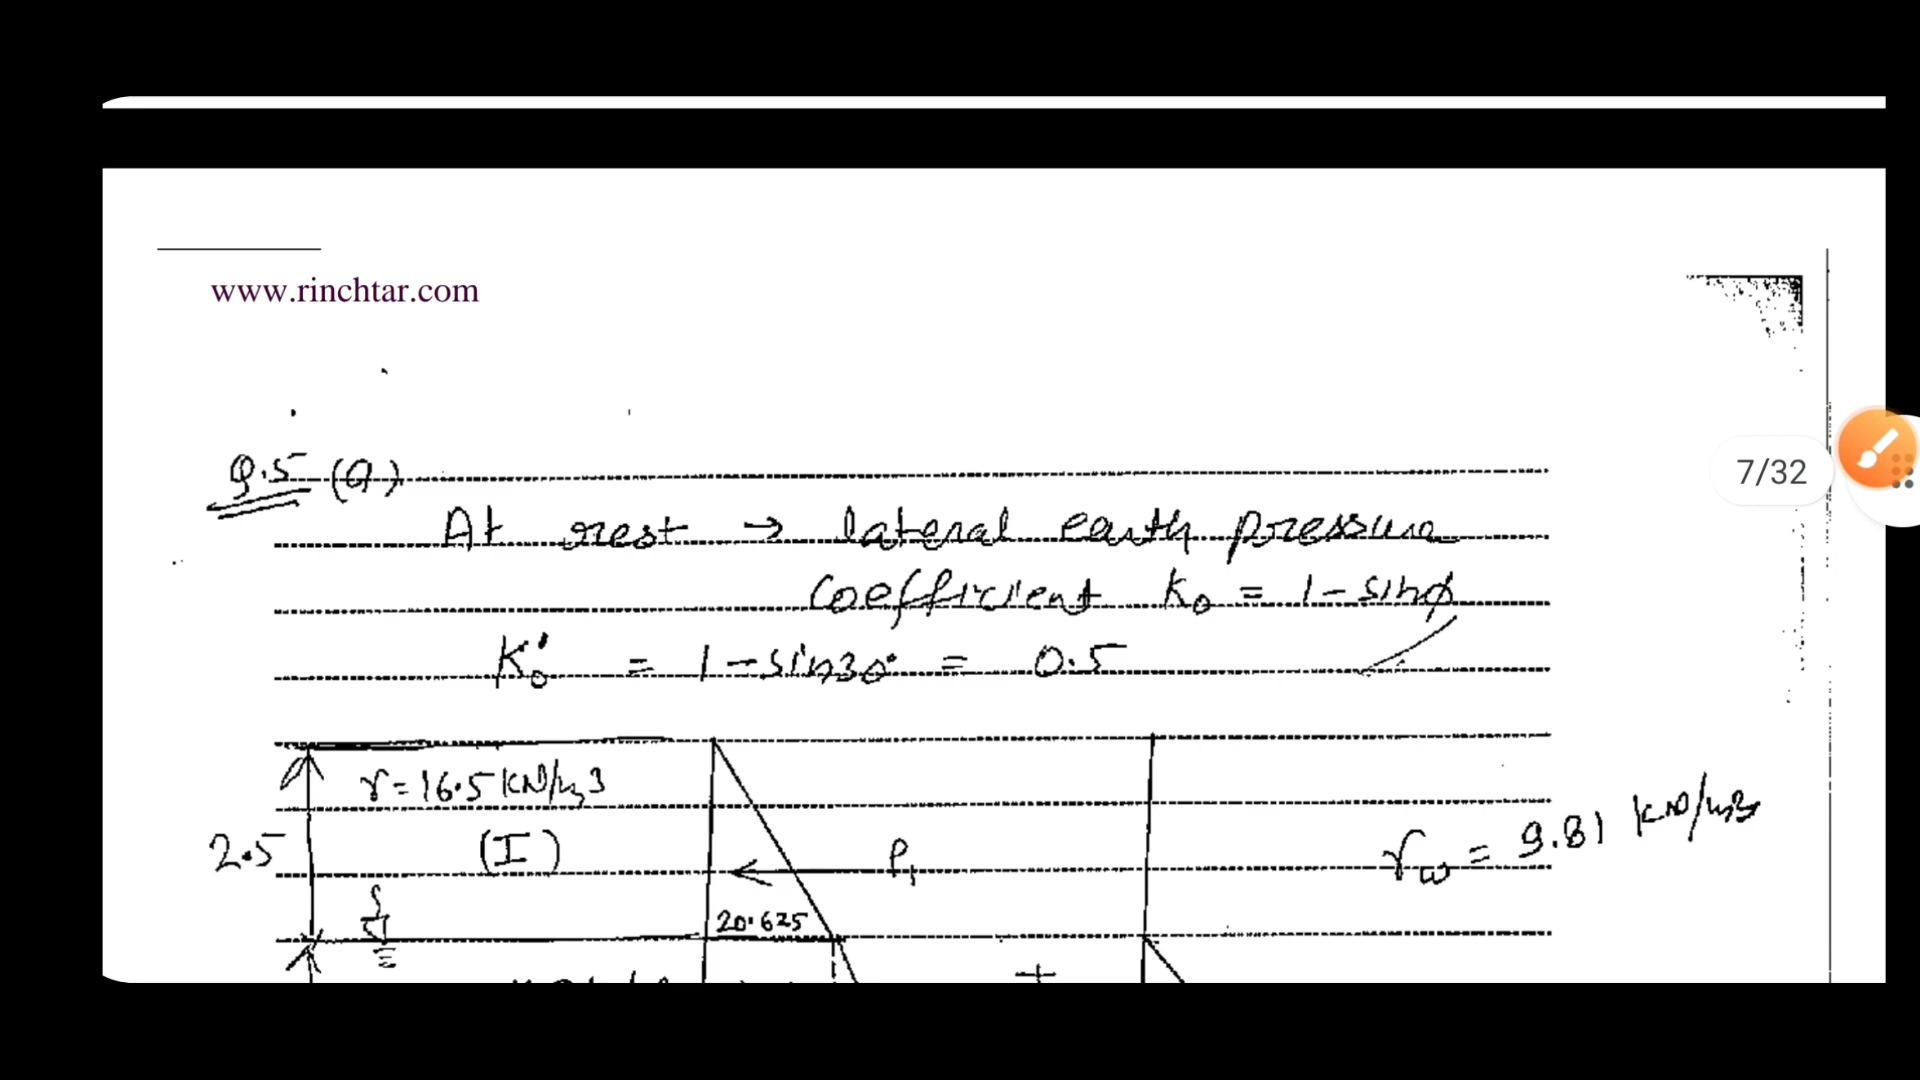 www.rinchtar.com
Q.5 (a)
At rest → lateral earth pressure
Coefficient K₀ = 1 - sinϕ
K₀' = 1 - sin30° = 0.5
7/32
γ = 16.5 KN/m3
2.5
(I)
P₁
γω = 9.81 KN/m3
20.625
+